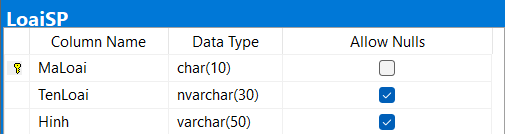 LoaiSP
Column Name Data Type Allow Nulls
MaLoai char(10)
TenLoai nvarchar(30)
Hinh varchar(50)